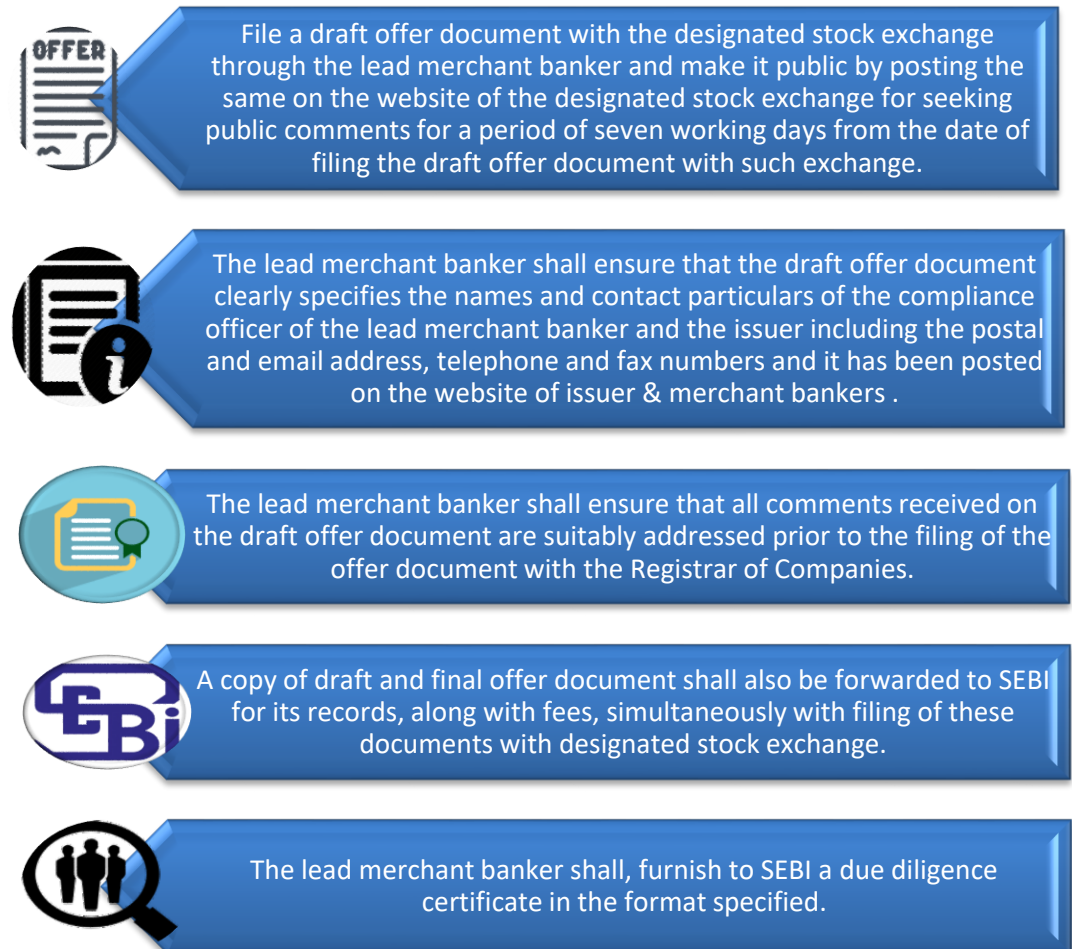 OFFER
File a draft offer document with the designated stock exchange
through the lead merchant banker and make it public by posting the
same on the website of the designated stock exchange for seeking
public comments for a period of seven working days from the date of
filing the draft offer document with such exchange.
The lead merchant banker shall ensure that the draft offer document
clearly specifies the names and contact particulars of the compliance
officer of the lead merchant banker and the issuer including the postal
and email address, telephone and fax numbers and it has been posted
on the website of issuer & merchant bankers .
i
The lead merchant banker shall ensure that all comments received on
the draft offer document are suitably addressed prior to the filing of the
offer document with the Registrar of Companies.
SEBi
A copy of draft and final offer document shall also be forwarded to SEBI
for its records, along with fees, simultaneously with filing of these
documents with designated stock exchange.
The lead merchant banker shall, furnish to SEBI a due diligence
certificate in the format specified.